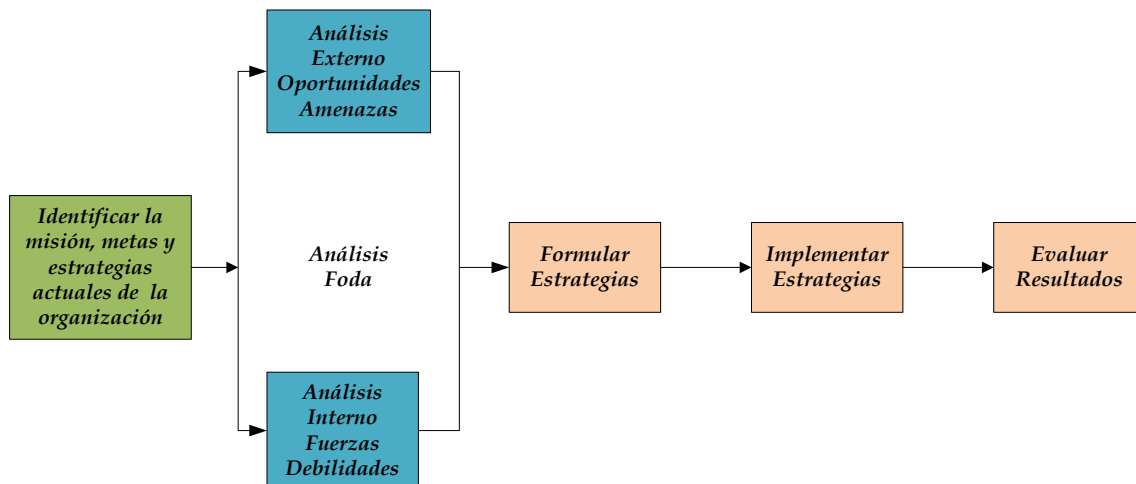 Análisis
Externo
Oportunidades
Amenazas
Identificar la
misión, metas y
estrategias
actuales de la
organización
Análisis
Foda
Formular
Estrategias
Implementar
Estrategias
Evaluar
Resultados
Análisis
Interno
Fuerzas
Debilidades